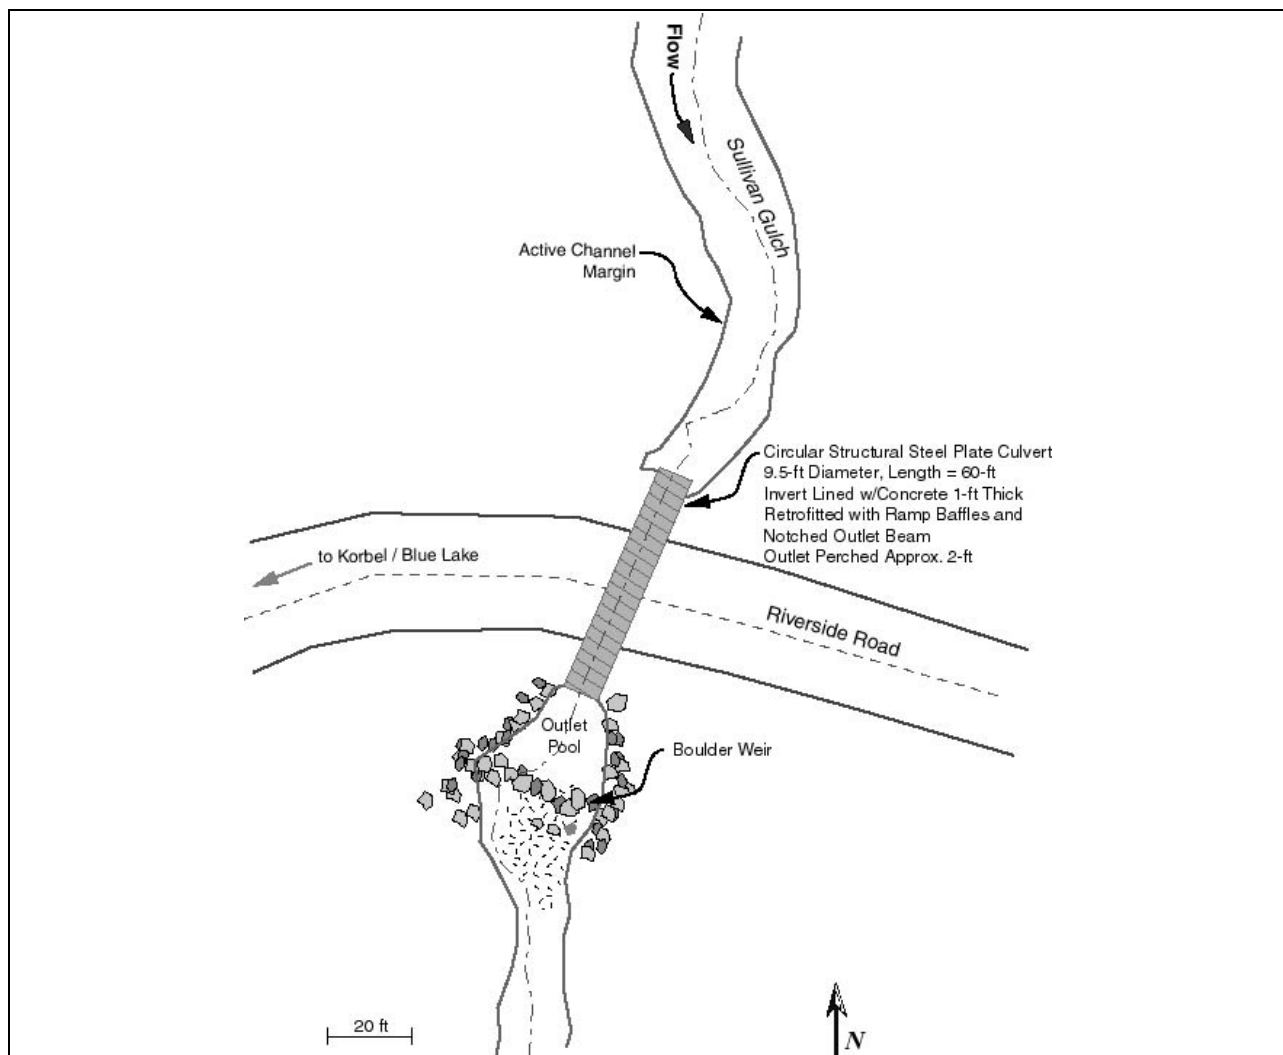 Flow
Sullivan Gulch
Active Channel
Margin
Circular Structural Steel Plate Culvert
9.5-ft Diameter, Length = 60-ft
Invert Lined w/Concrete 1-ft Thick
Retrofitted with Ramp Baffles and
Notched Outlet Beam
Outlet Perched Approx. 2-ft
to Korbel / Blue Lake
Riverside Road
Outlet
Pool
Boulder Weir
20 ft
N